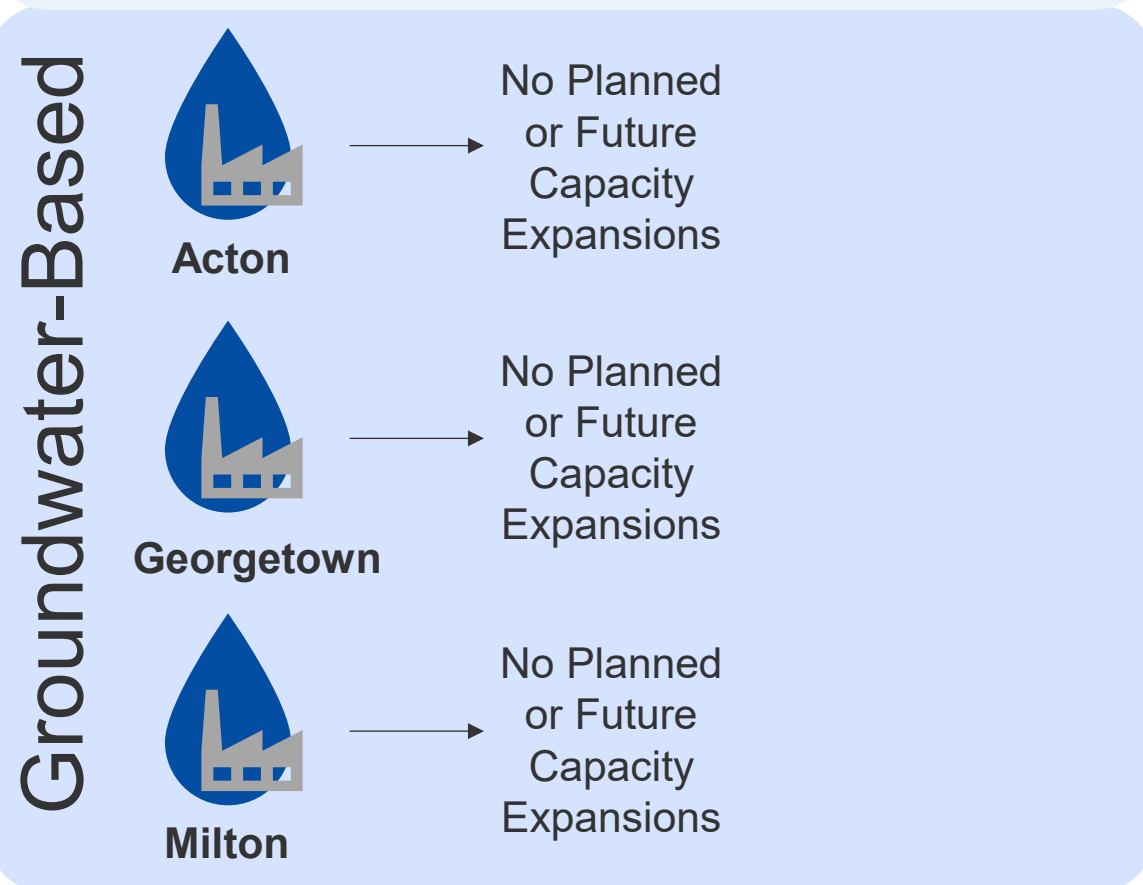 Groundwater-Based
No Planned
or Future
Capacity
Expansions
Acton
No Planned
or Future
Capacity
Expansions
Georgetown
No Planned
or Future
Capacity
Expansions
Milton